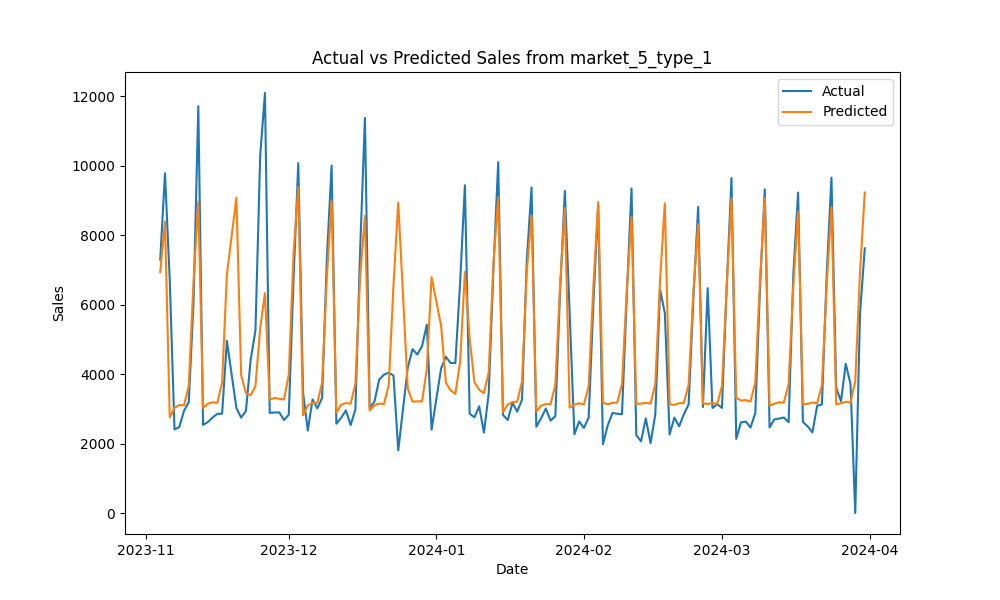 Actual vs Predicted Sales from market_5_type_1
Actual
Predicted
12000
10000
8000
6000
4000
2000
0
Sales
2023-11
2023-12
2024-01
2024-02
2024-03
2024-04
Date